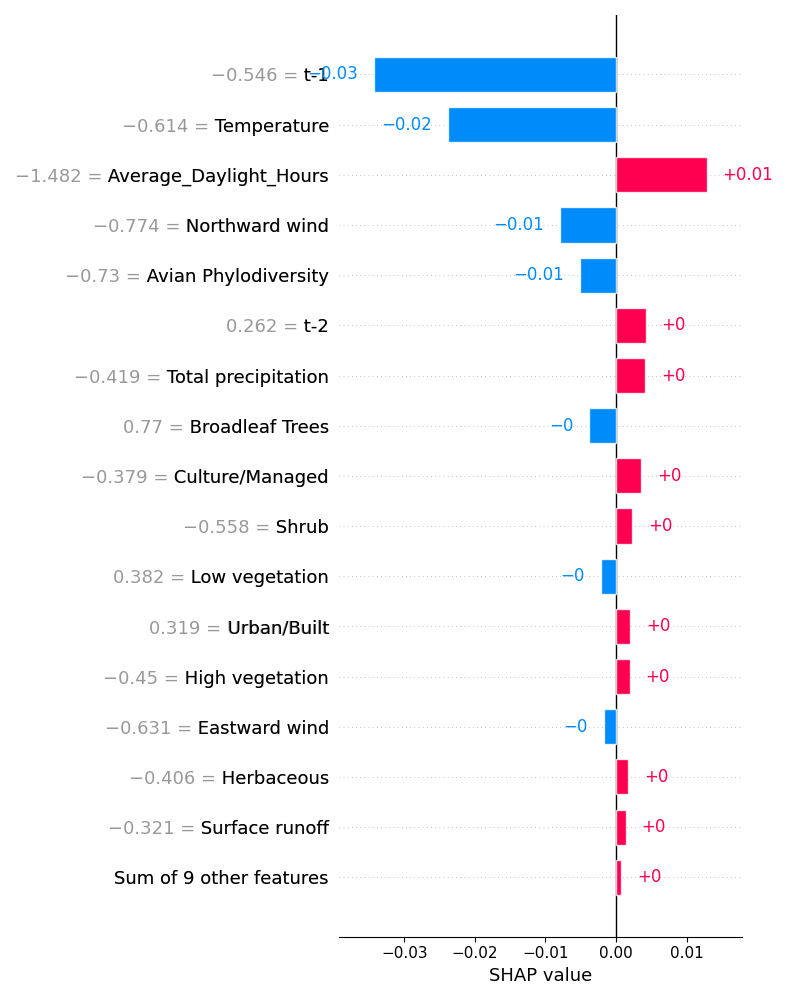 −0.546 = t-1 −0.03
−0.614 = Temperature −0.02
−1.482 = Average_Daylight_Hours +0.01
−0.774 = Northward wind −0.01
−0.73 = Avian Phylodiversity −0.01
0.262 = t-2 +0
−0.419 = Total precipitation +0
0.77 = Broadleaf Trees −0
−0.379 = Culture/Managed +0
−0.558 = Shrub +0
0.382 = Low vegetation −0
0.319 = Urban/Built +0
−0.45 = High vegetation +0
−0.631 = Eastward wind −0
−0.406 = Herbaceous +0
−0.321 = Surface runoff +0
Sum of 9 other features +0
−0.03 −0.02 −0.01 0.00 0.01
SHAP value